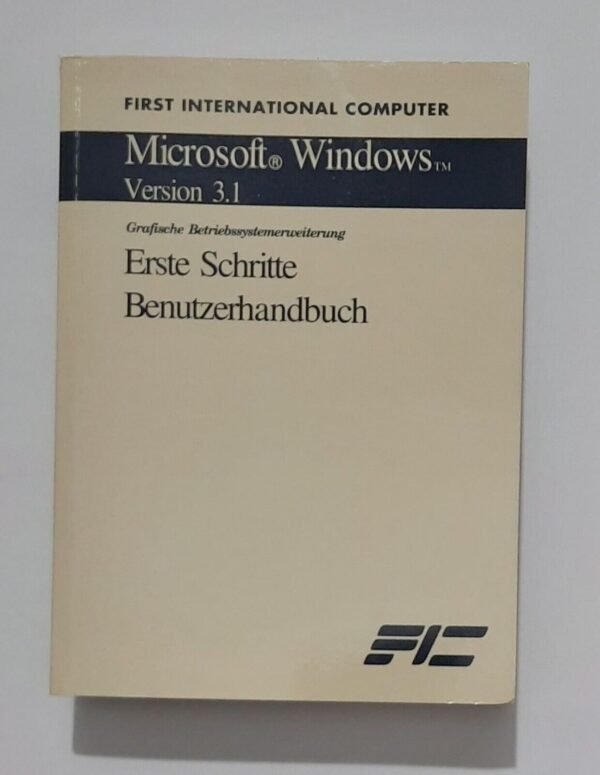 FIRST INTERNATIONAL COMPUTER
Microsoft® Windows™
Version 3.1
Grafische Betriebssystemerweiterung
Erste Schritte
Benutzerhandbuch
FIC